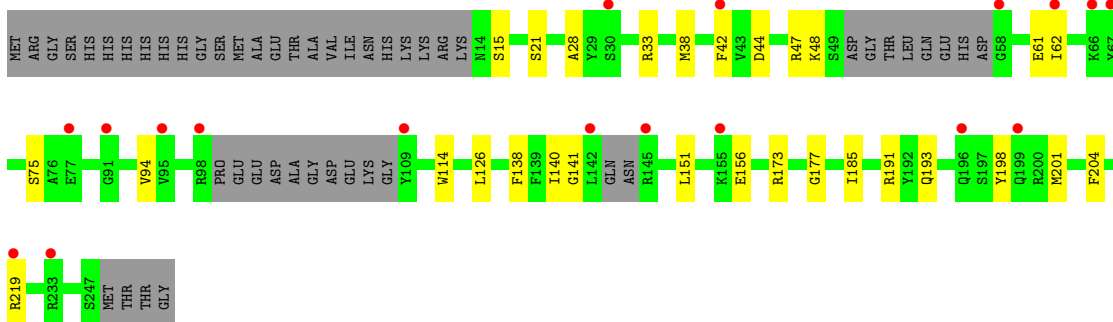 MET ARG GLY SER HIS HIS HIS HIS HIS HIS GLY SER MET ALA GLU THR ALA VAL ILE ASN HIS LYS LYS ARG LYS N14 S15 S21 A28 Y29 S30 R33 M38 F42 V43 D44 R47 K48 S49 ASP GLY THR LEU GLN GLU HIS ASP G58 E61 I62 K66 Y67
S75 A76 E77 G91 V94 V95 R98 PRO GLU GLU ASP ALA GLY ASP GLU LYS GLY Y109 W114 L126 F138 F139 I140 G141 L142 GLN ASN R145 L151 K155 E156 R173 G177 I185 R191 Y192 Q193 Q196 S197 Y198 Q199 R200 M201 F204
R219 R233 S247 MET THR THR GLY